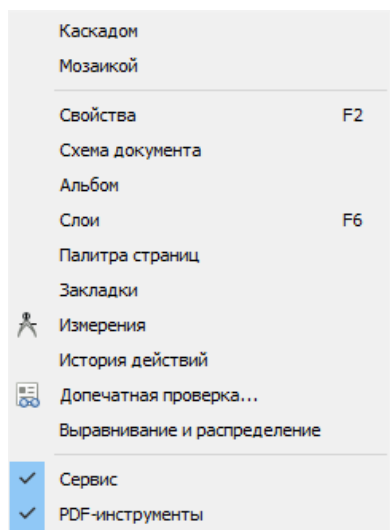 Каскадом
Мозаикой
Свойства F2
Схема документа
Альбом
Слои F6
Палитра страниц
Закладки
Измерения
История действий
Допечатная проверка...
Выравнивание и распределение
Сервис
PDF-инструменты